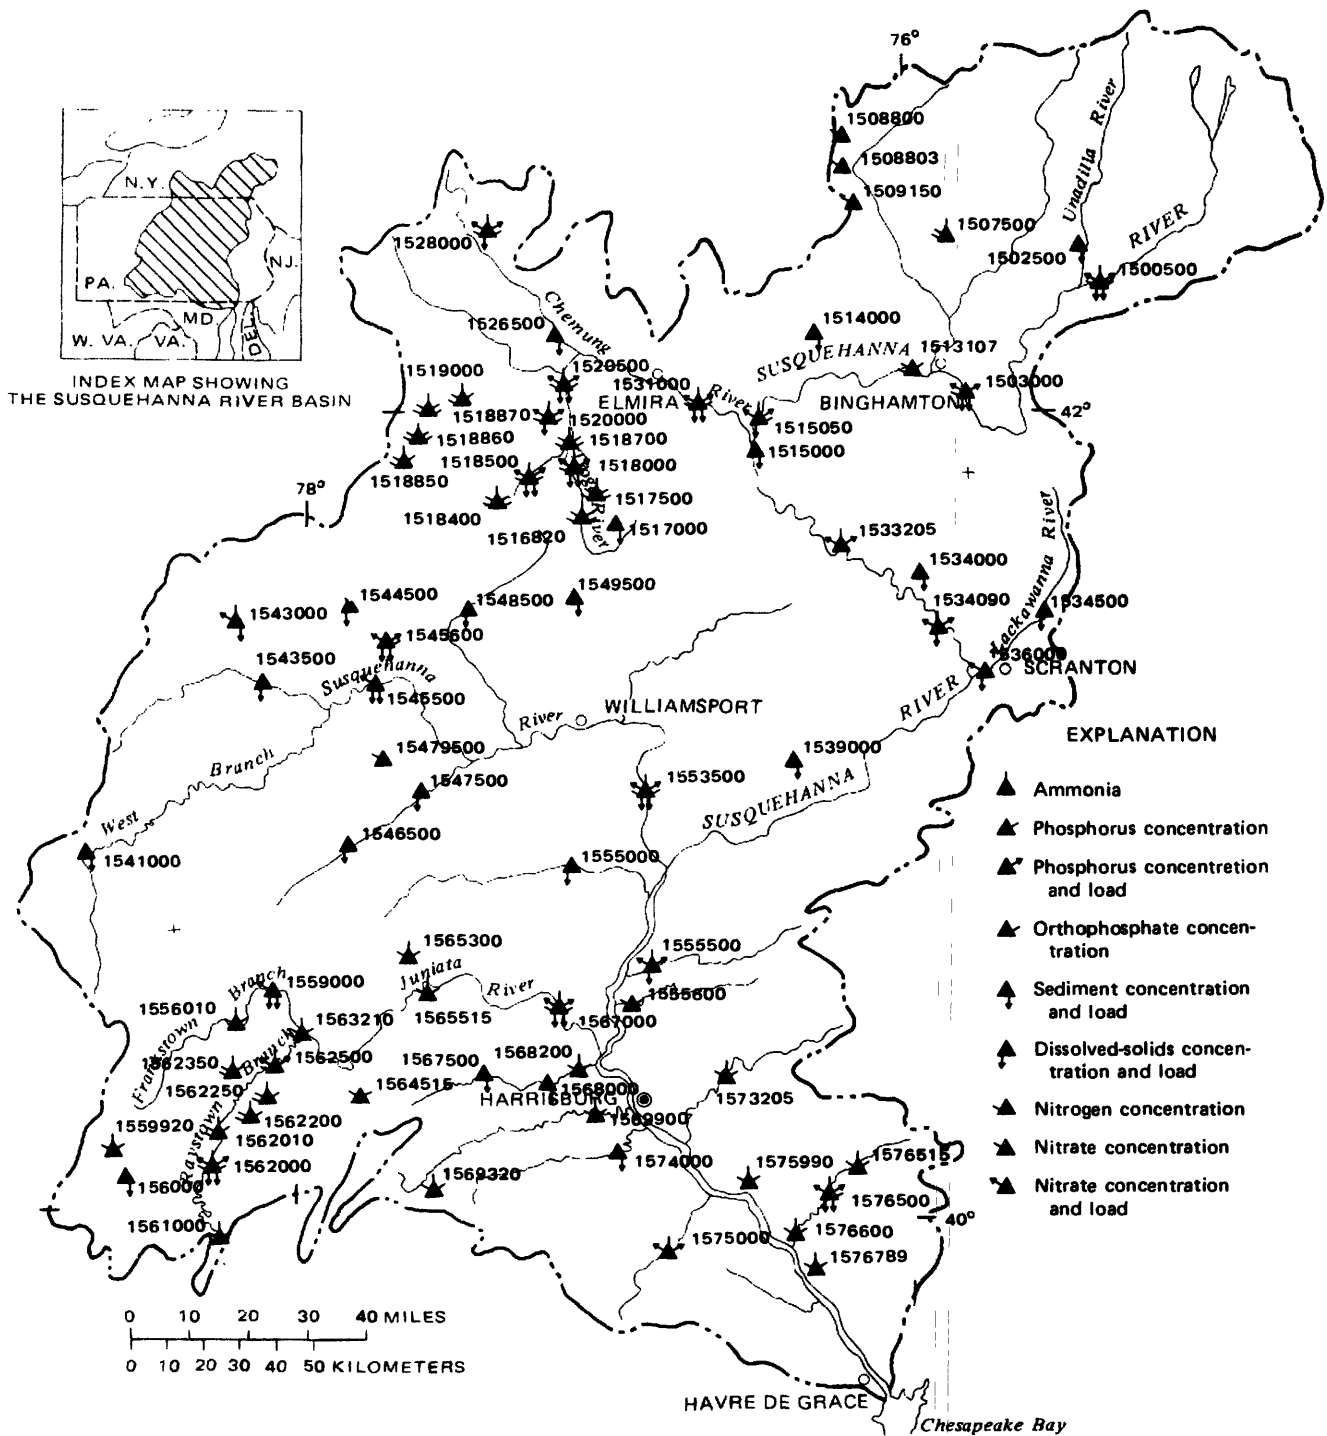 76°
1508800
1508803
1509150
1507500
Unadilla River
1502500
RIVER
1500500
N.Y.
PA.
NJ.
MD
W. VA.
VA.
DEL.
INDEX MAP SHOWING
THE SUSQUEHANNA RIVER BASIN
1528000
Chemung
1526500
1514000
SUSQUEHANNA
1513107
1519000
1520500
1531000
ELMIRA
River
BINGHAMTON
1503000
42°
1518870
1520000
1515050
1518860
1518700
1515000
1518500
1518000
1518850
78°
1517500
1518400
River
1516820
1517000
1533205
1534000
Lackawanna River
1549500
1544500
1548500
1543000
1534090
1534500
1545600
1536000
SCRANTON
1543500
Susquehanna
1545500
RIVER
River
WILLIAMSPORT
15479500
1539000
Branch
1547500
1553500
SUSQUEHANNA
West
1546500
1541000
1555000
EXPLANATION
Ammonia
Phosphorus concentration
Phosphorus concentretion
and load
Orthophosphate concen-
tration
Sediment concentration
and load
Dissolved-solids concen-
tration and load
Nitrogen concentration
Nitrate concentration
Nitrate concentration
and load
1565300
1555500
Juniata
River
Branch
1559000
1556010
1563210
1565515
1555600
1567000
Frankstown
1562350
Branch
1562500
1567500
1568200
1562250
1564515
1568000
HARRISBURG
1573205
1562200
1569900
1559920
1562010
Raystown
1562000
156000
1569320
1574000
1575990
1576515
1576500
40°
1561000
1575000
1576600
1576789
0 10 20 30 40 MILES
0 10 20 30 40 50 KILOMETERS
HAVRE DE GRACE
Chesapeake Bay